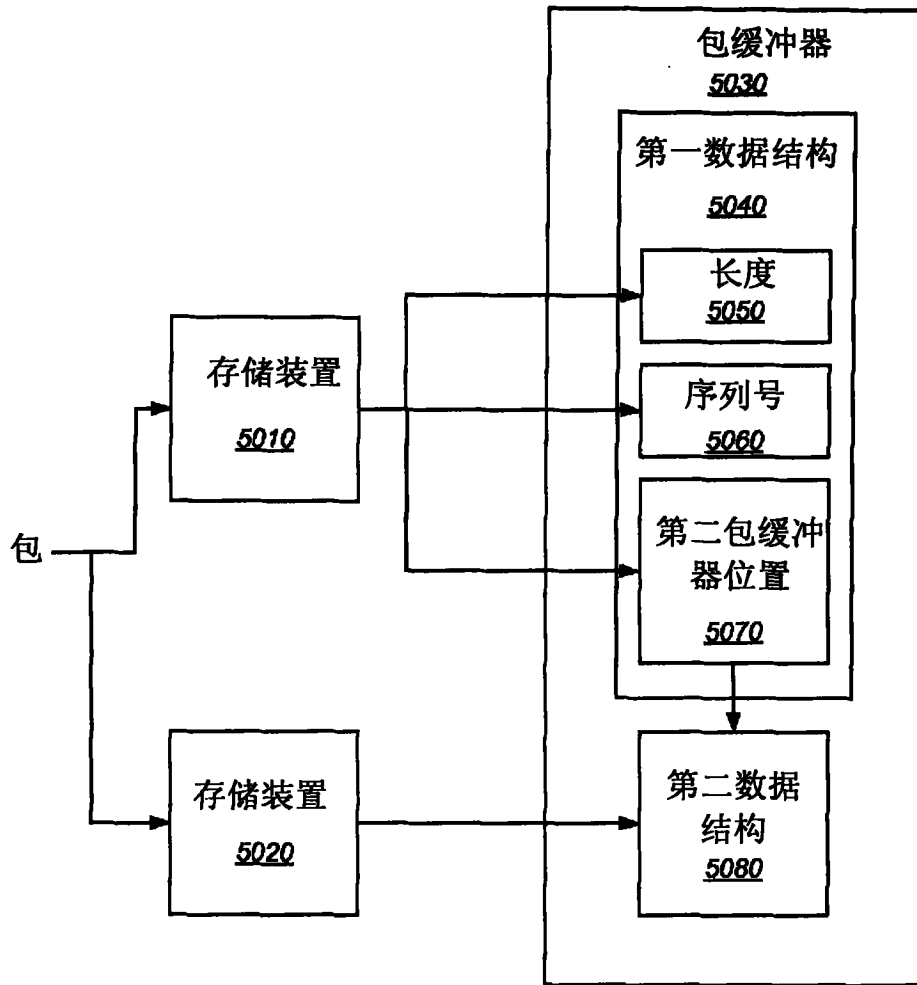 包缓冲器
5030
第一数据结构
5040
长度
5050
存储装置
5010
序列号
5060
包
第二包缓冲
器位置
5070
存储装置
5020
第二数据
结构
5080